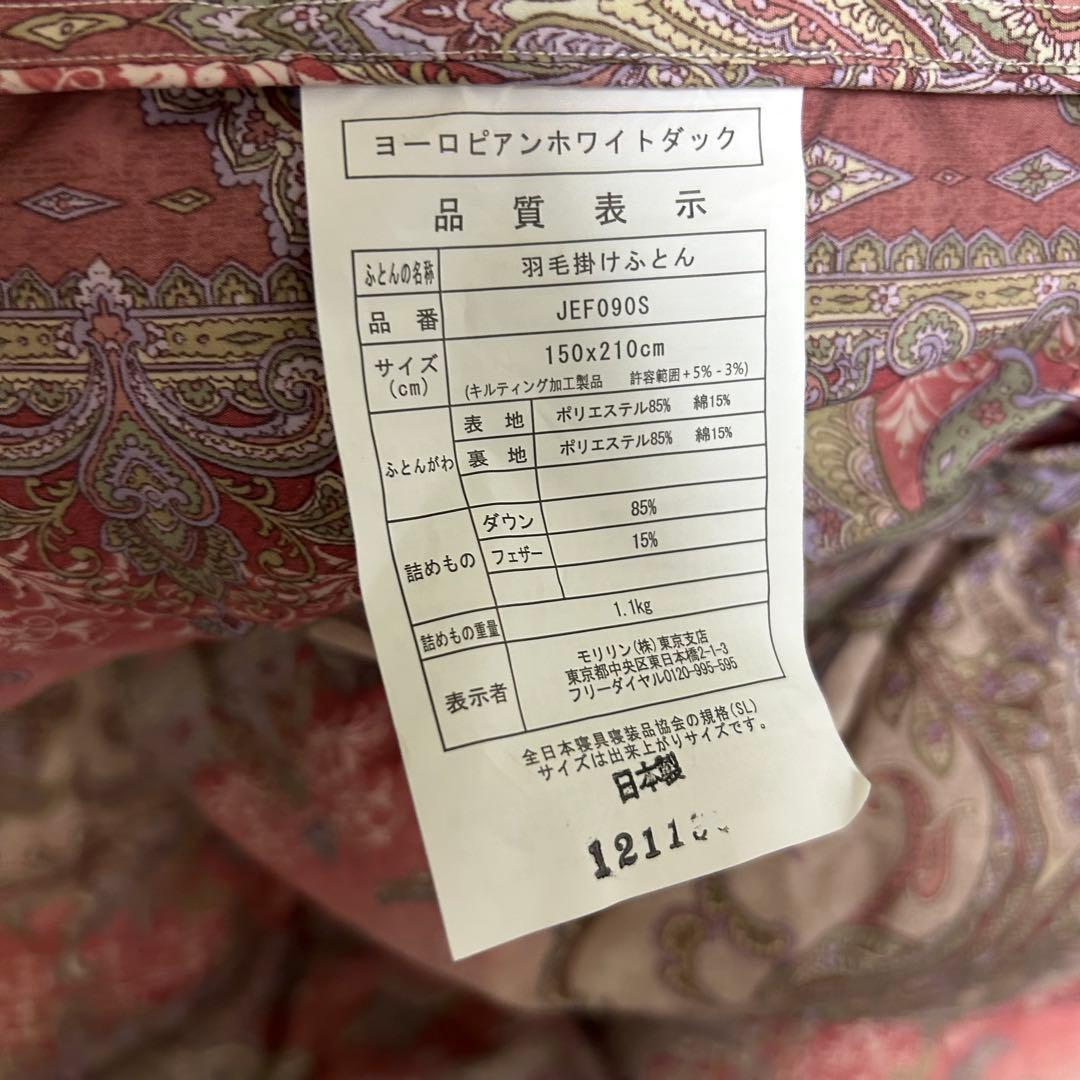 ヨーロピアンホワイトダック
品質表示
ふとんの名称 羽毛掛けふとん
品番 JEF090S
サイズ(cm) 150x210cm
(キルティング加工製品 許容範囲+5%-3%)
ふとんがわ 表地 ポリエステル85% 綿15%
裏地 ポリエステル85% 綿15%
詰めもの ダウン 85%
フェザー 15%
詰めもの重量 1.1kg
表示者 モリリン(株)東京支店
東京都中央区東日本橋2-1-3
フリーダイヤル0120-995-595
全日本寝具寝装品協会の規格(SL)
サイズは出来上がりサイズです。
日本製